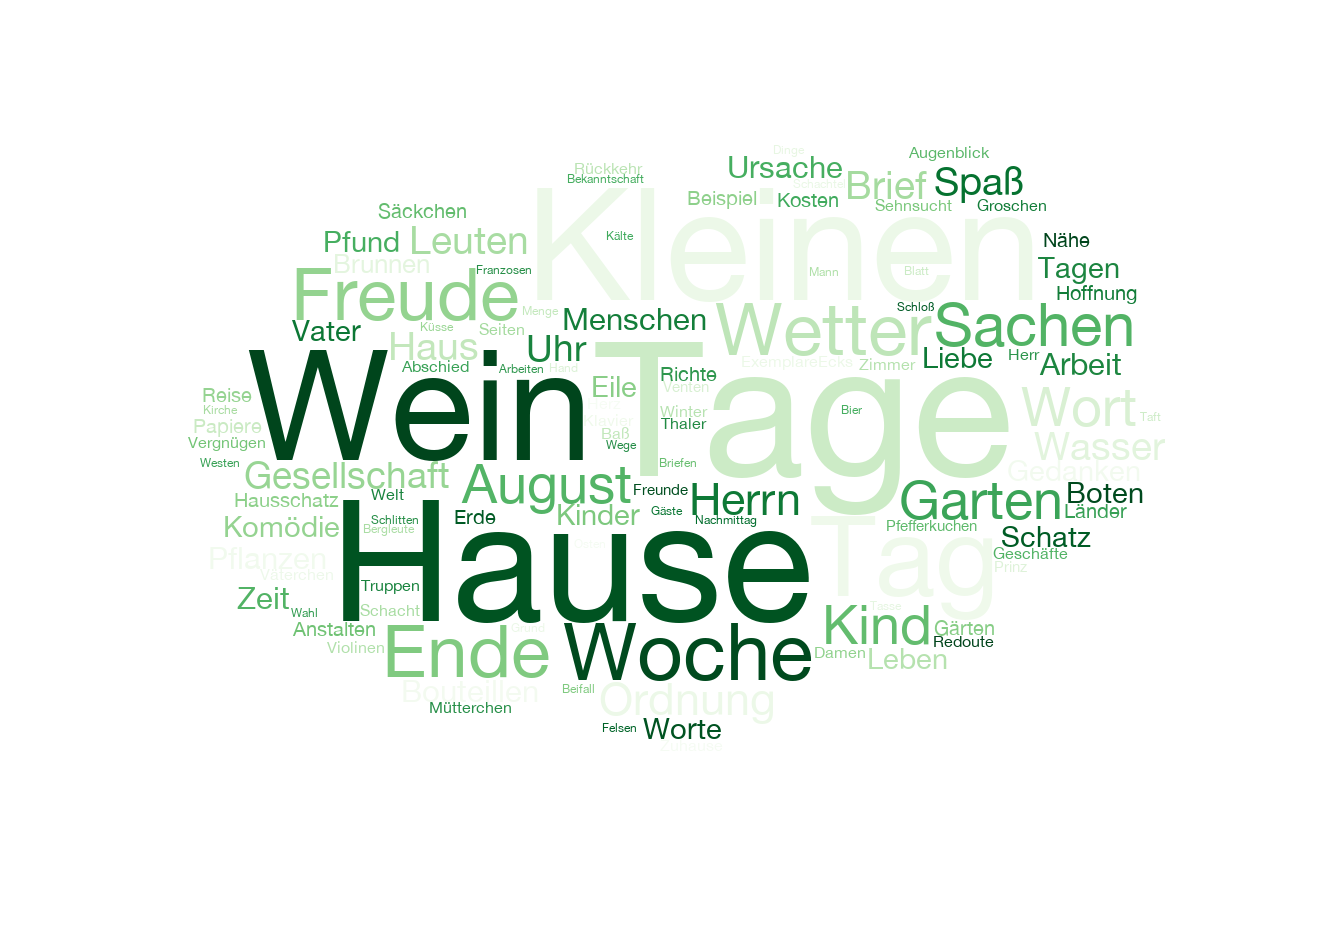 Dinge
Augenblick
Rückkehr
Ursache
Bekanntschaft
Brief
Spaß
Beispiel
Kosten
Sehnsucht
Groschen
Säckchen
Kleinen
Pfund
Leuten
Kälte
Nähe
Brunnen
Franzosen
Mann
Blatt
Tagen
Freude
Hoffnung
Menge
Menschen
Schloß
Vater
Küsse
Seiten
Wetter
Sachen
Haus
Uhr
Liebe
Herr
Arbeit
Abschied
Arbeiten
Hand
Richte
ExemplareEcks
Zimmer
Wein
Tage
Eile
Venten
Reise
Kirche
Winter
Bier
Wort
Taft
Papiere
Klavier
Thaler
Vergnügen
Baß
Wege
Wasser
Westen
Briefen
Gesellschaft
Gedanken
August
Freunde
Herrn
Garten
Boten
Hausschatz
Welt
Gäste
Länder
Komödie
Schlitten
Erde
Kinder
Nachmittag
Pfefferkuchen
Bergleute
Schatz
Hause
Tag
Pflanzen
Geschäfte
Väterchen
Prinz
Truppen
Zeit
Wahl
Schacht
Tasse
Anstalten
Kind
Gärten
Violinen
Ende
Woche
Redoute
Damen
Leben
Bouteillen
Beifall
Ordnung
Mütterchen
Felsen
Worte